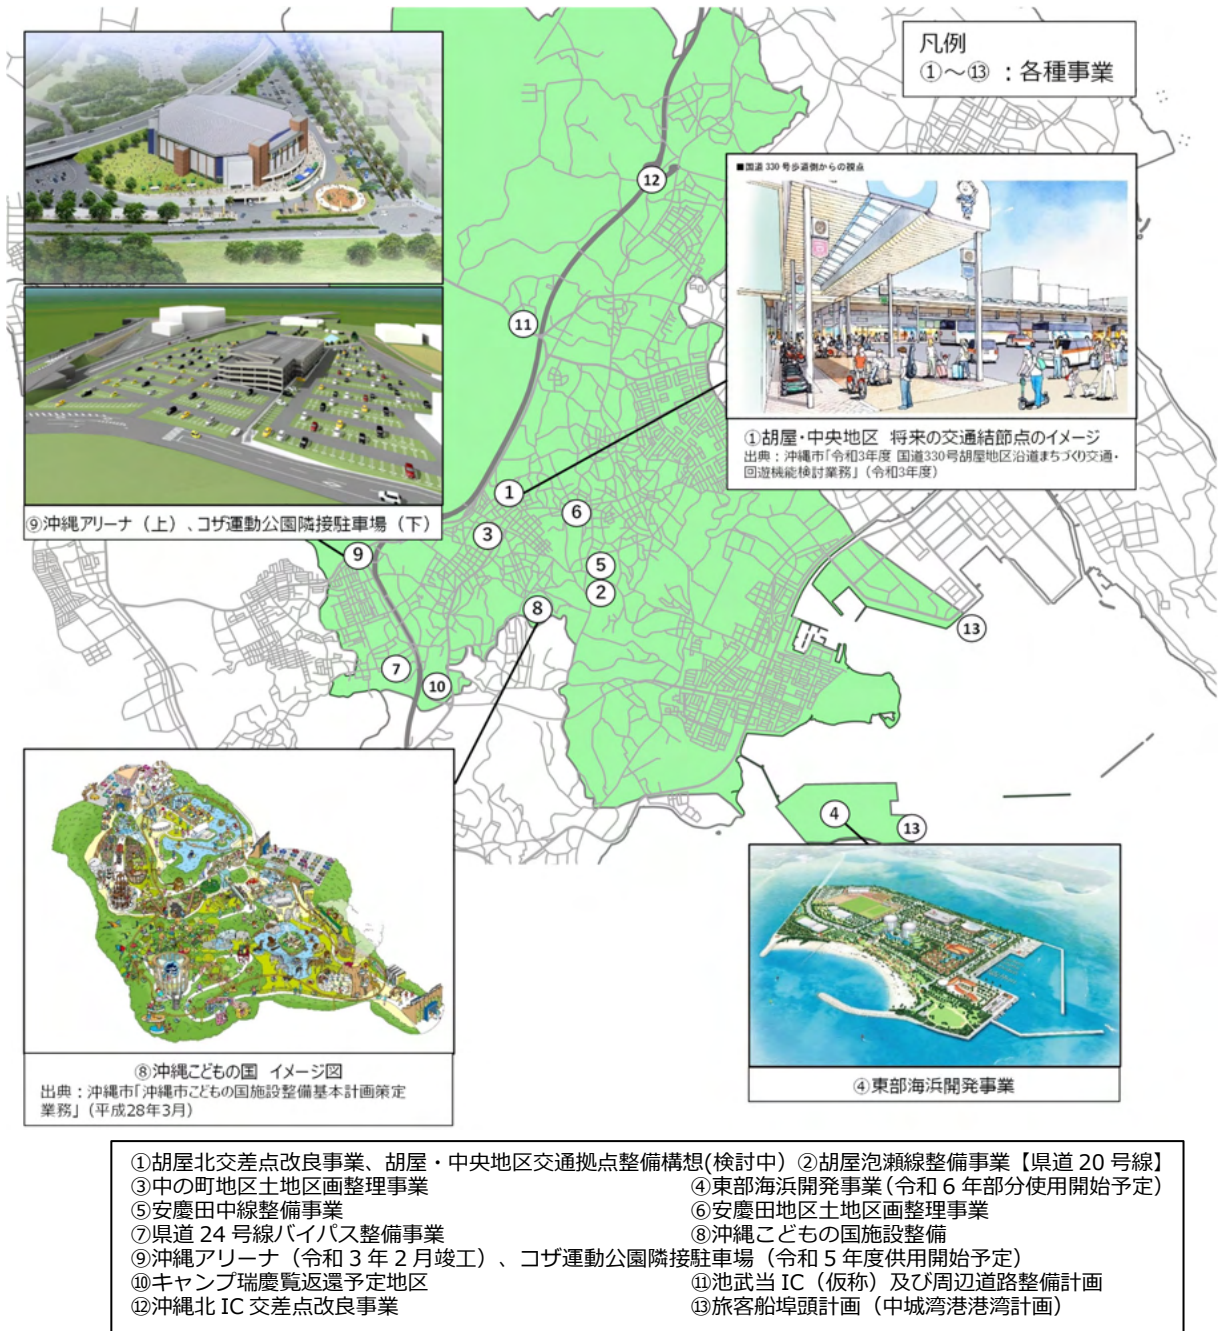 凡例
①～⑬ ：各種事業
⑫
■国道 330 号歩道側からの視点
⑪
①胡屋・中央地区 将来の交通結節点のイメージ
出典：沖縄市「令和3年度 国道330号胡屋地区沿道まちづくり交通・
回遊機能検討業務」（令和3年度）
①
⑥
③
⑨沖縄アリーナ（上）、コザ運動公園隣接駐車場（下）
⑨
⑤
②
⑧
⑬
⑦
⑩
④
⑬
⑧沖縄こどもの国 イメージ図
出典：沖縄市「沖縄市こどもの国施設整備基本計画策定
業務」（平成28年3月）
④東部海浜開発事業
①胡屋北交差点改良事業、胡屋・中央地区交通拠点整備構想(検討中）②胡屋泡瀬線整備事業【県道 20 号線】
③中の町地区土地区画整理事業 ④東部海浜開発事業（令和 6 年部分使用開始予定）
⑤安慶田中線整備事業 ⑥安慶田地区土地区画整理事業
⑦県道 24 号線バイパス整備事業 ⑧沖縄こどもの国施設整備
⑨沖縄アリーナ（令和 3 年 2 月竣工）、コザ運動公園隣接駐車場（令和 5 年度供用開始予定）
⑩キャンプ瑞慶覧返還予定地区 ⑪池武当 IC（仮称）及び周辺道路整備計画
⑫沖縄北 IC 交差点改良事業 ⑬旅客船埠頭計画（中城湾港港湾計画）